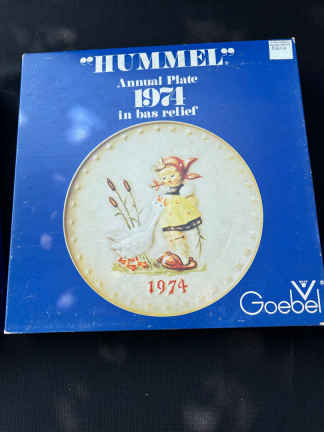 "HUMMEL"®
Annual Plate
1974
in bas relief
1974
Goebel